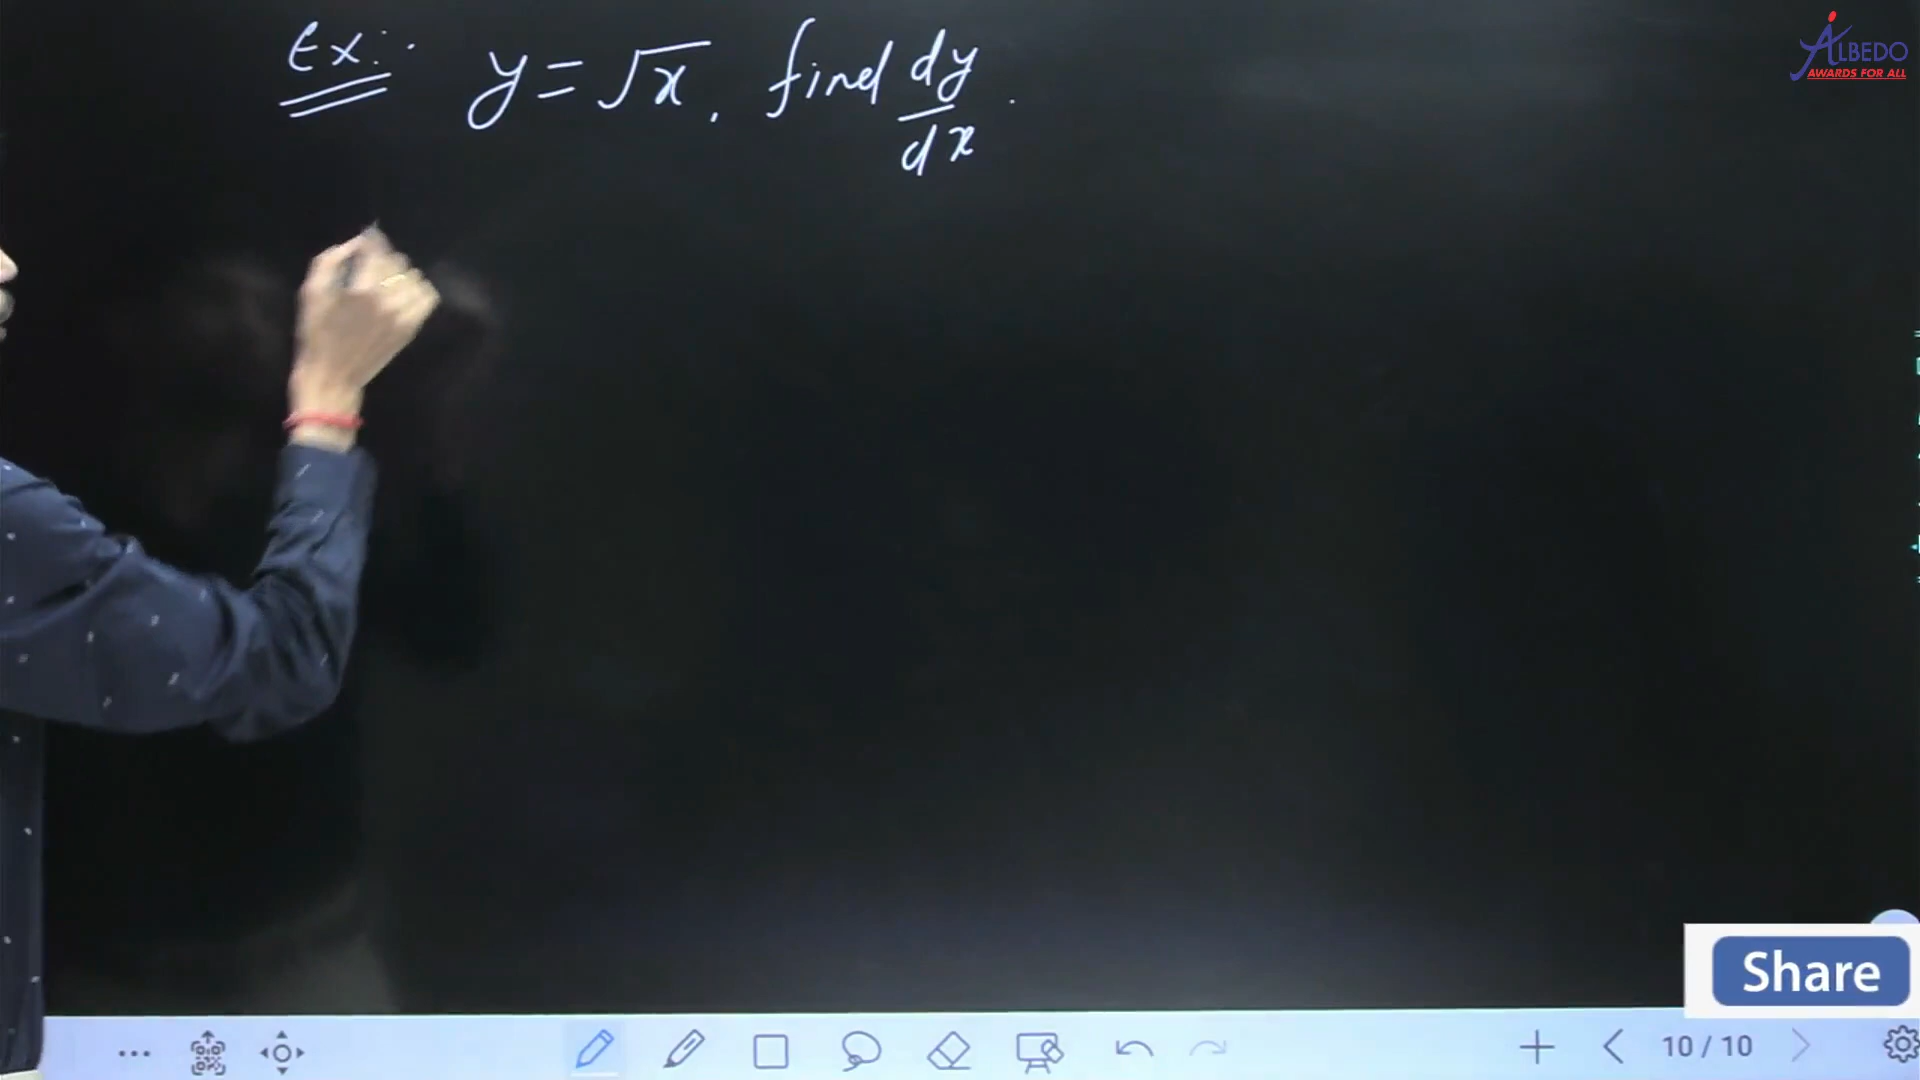 Ex:- y = √x, find dy/dx.
ALBEDO
AWARDS FOR ALL
Share
10 / 10